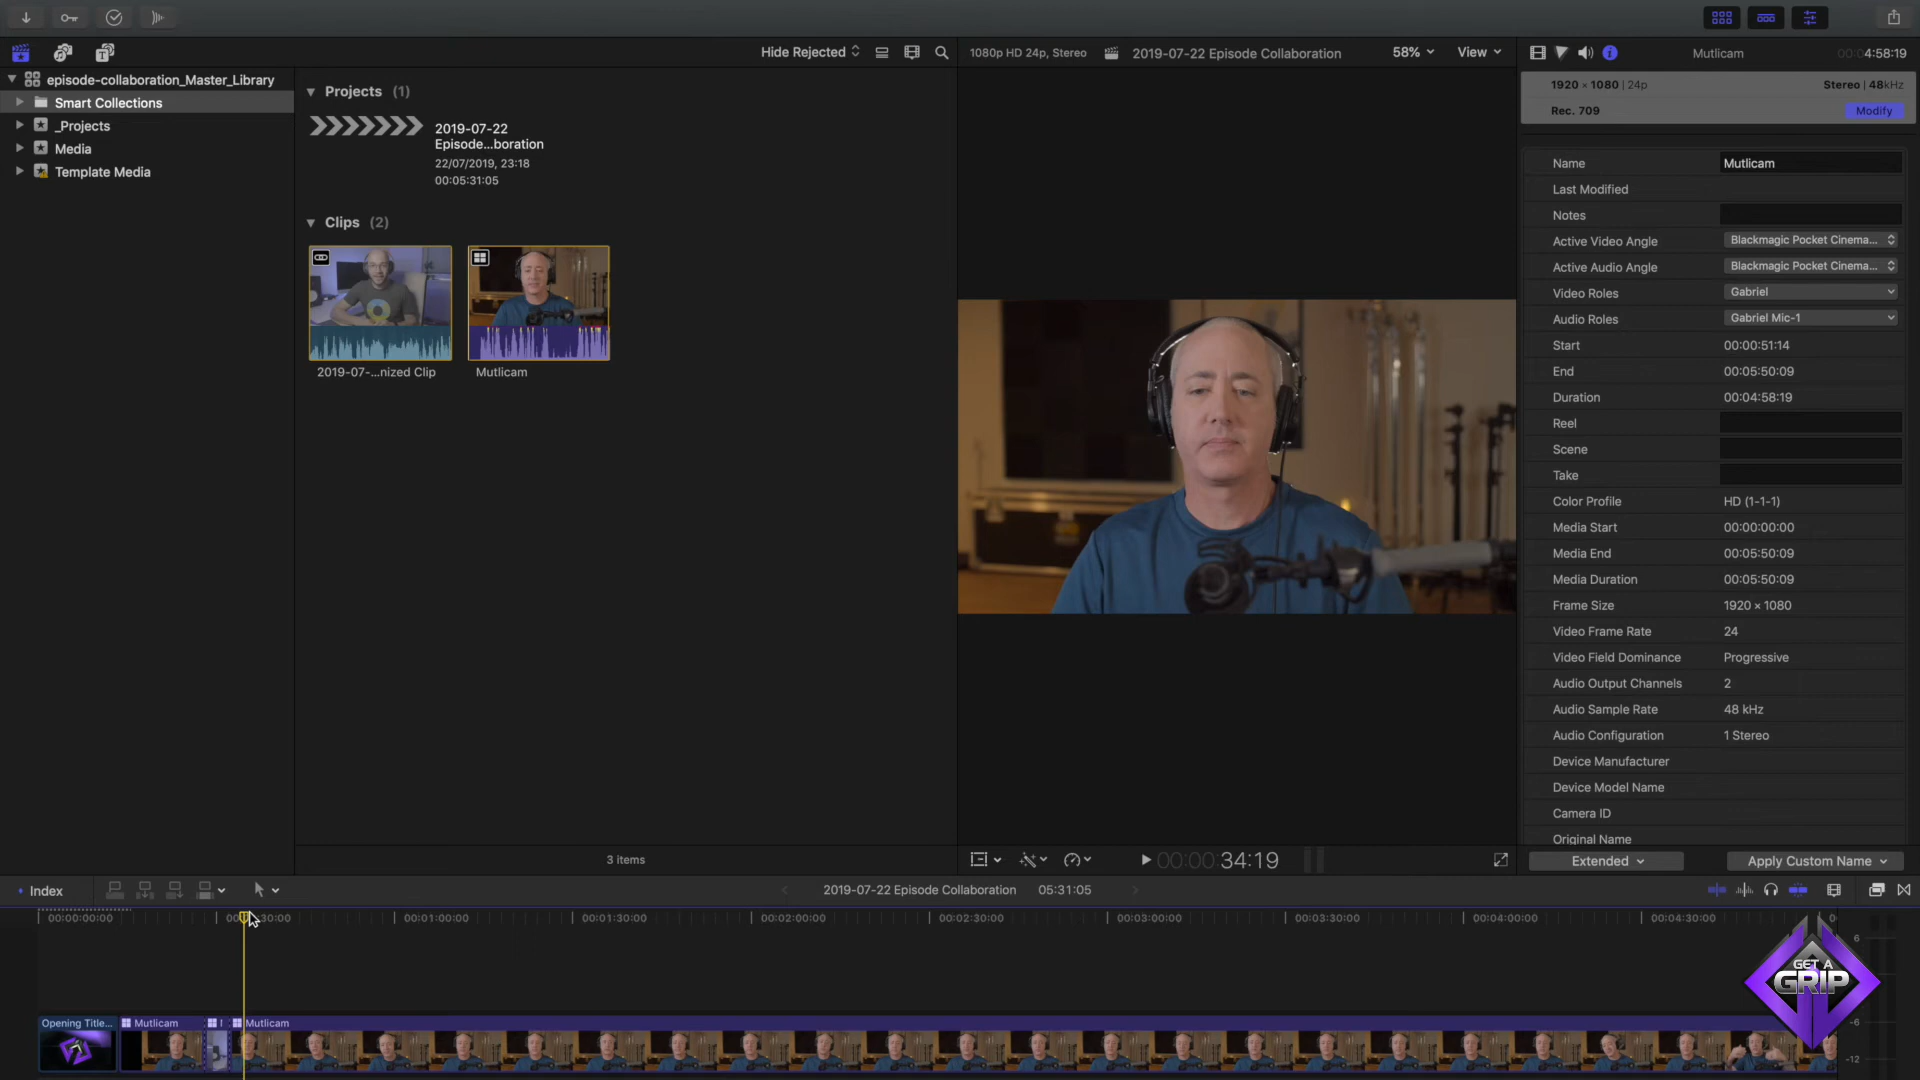 Hide Rejected
1080p HD 24p, Stereo
2019-07-22 Episode Collaboration
58%
View
Mutlicam
00:04:58:19
episode-collaboration_Master_Library
Smart Collections
_Projects
Media
Template Media
Projects (1)
2019-07-22
Episode...boration
22/07/2019, 23:18
00:05:31:05
Clips (2)
2019-07-...nized Clip
Mutlicam
1920 × 1080 | 24p
Stereo | 48kHz
Rec. 709
Modify
Name Mutlicam
Last Modified
Notes
Active Video Angle Blackmagic Pocket Cinema...
Active Audio Angle Blackmagic Pocket Cinema...
Video Roles Gabriel
Audio Roles Gabriel Mic-1
Start 00:00:51:14
End 00:05:50:09
Duration 00:04:58:19
Reel
Scene
Take
Color Profile HD (1-1-1)
Media Start 00:00:00:00
Media End 00:05:50:09
Media Duration 00:05:50:09
Frame Size 1920 × 1080
Video Frame Rate 24
Video Field Dominance Progressive
Audio Output Channels 2
Audio Sample Rate 48 kHz
Audio Configuration 1 Stereo
Device Manufacturer
Device Model Name
Camera ID
Original Name
3 items
00:00:34:19
Extended
Apply Custom Name
Index
2019-07-22 Episode Collaboration
05:31:05
00:00:00:00
:30:00
00:01:00:00
00:01:30:00
00:02:00:00
00:02:30:00
00:03:00:00
00:03:30:00
00:04:00:00
00:04:30:00
6
-6
-12
GET A
GRIP
Opening Title...
Mutlicam
Mutlicam